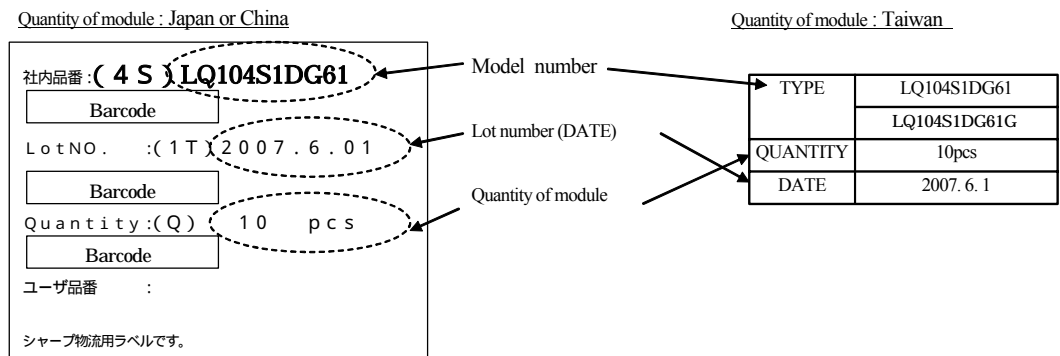 Quantity of module : Japan or China
社内品番 :(４Ｓ) LQ104S1DG61
Barcode
ＬｏｔＮＯ． :(１Ｔ) ２００７．６．０１
Barcode
Ｑｕａｎｔｉｔｙ:(Ｑ) １０ ｐｃｓ
Barcode
ユーザ品番 :
シャープ物流用ラベルです。
Model number
Lot number (DATE)
Quantity of module
Quantity of module : Taiwan
TYPE LQ104S1DG61
LQ104S1DG61G
QUANTITY 10pcs
DATE 2007. 6. 1